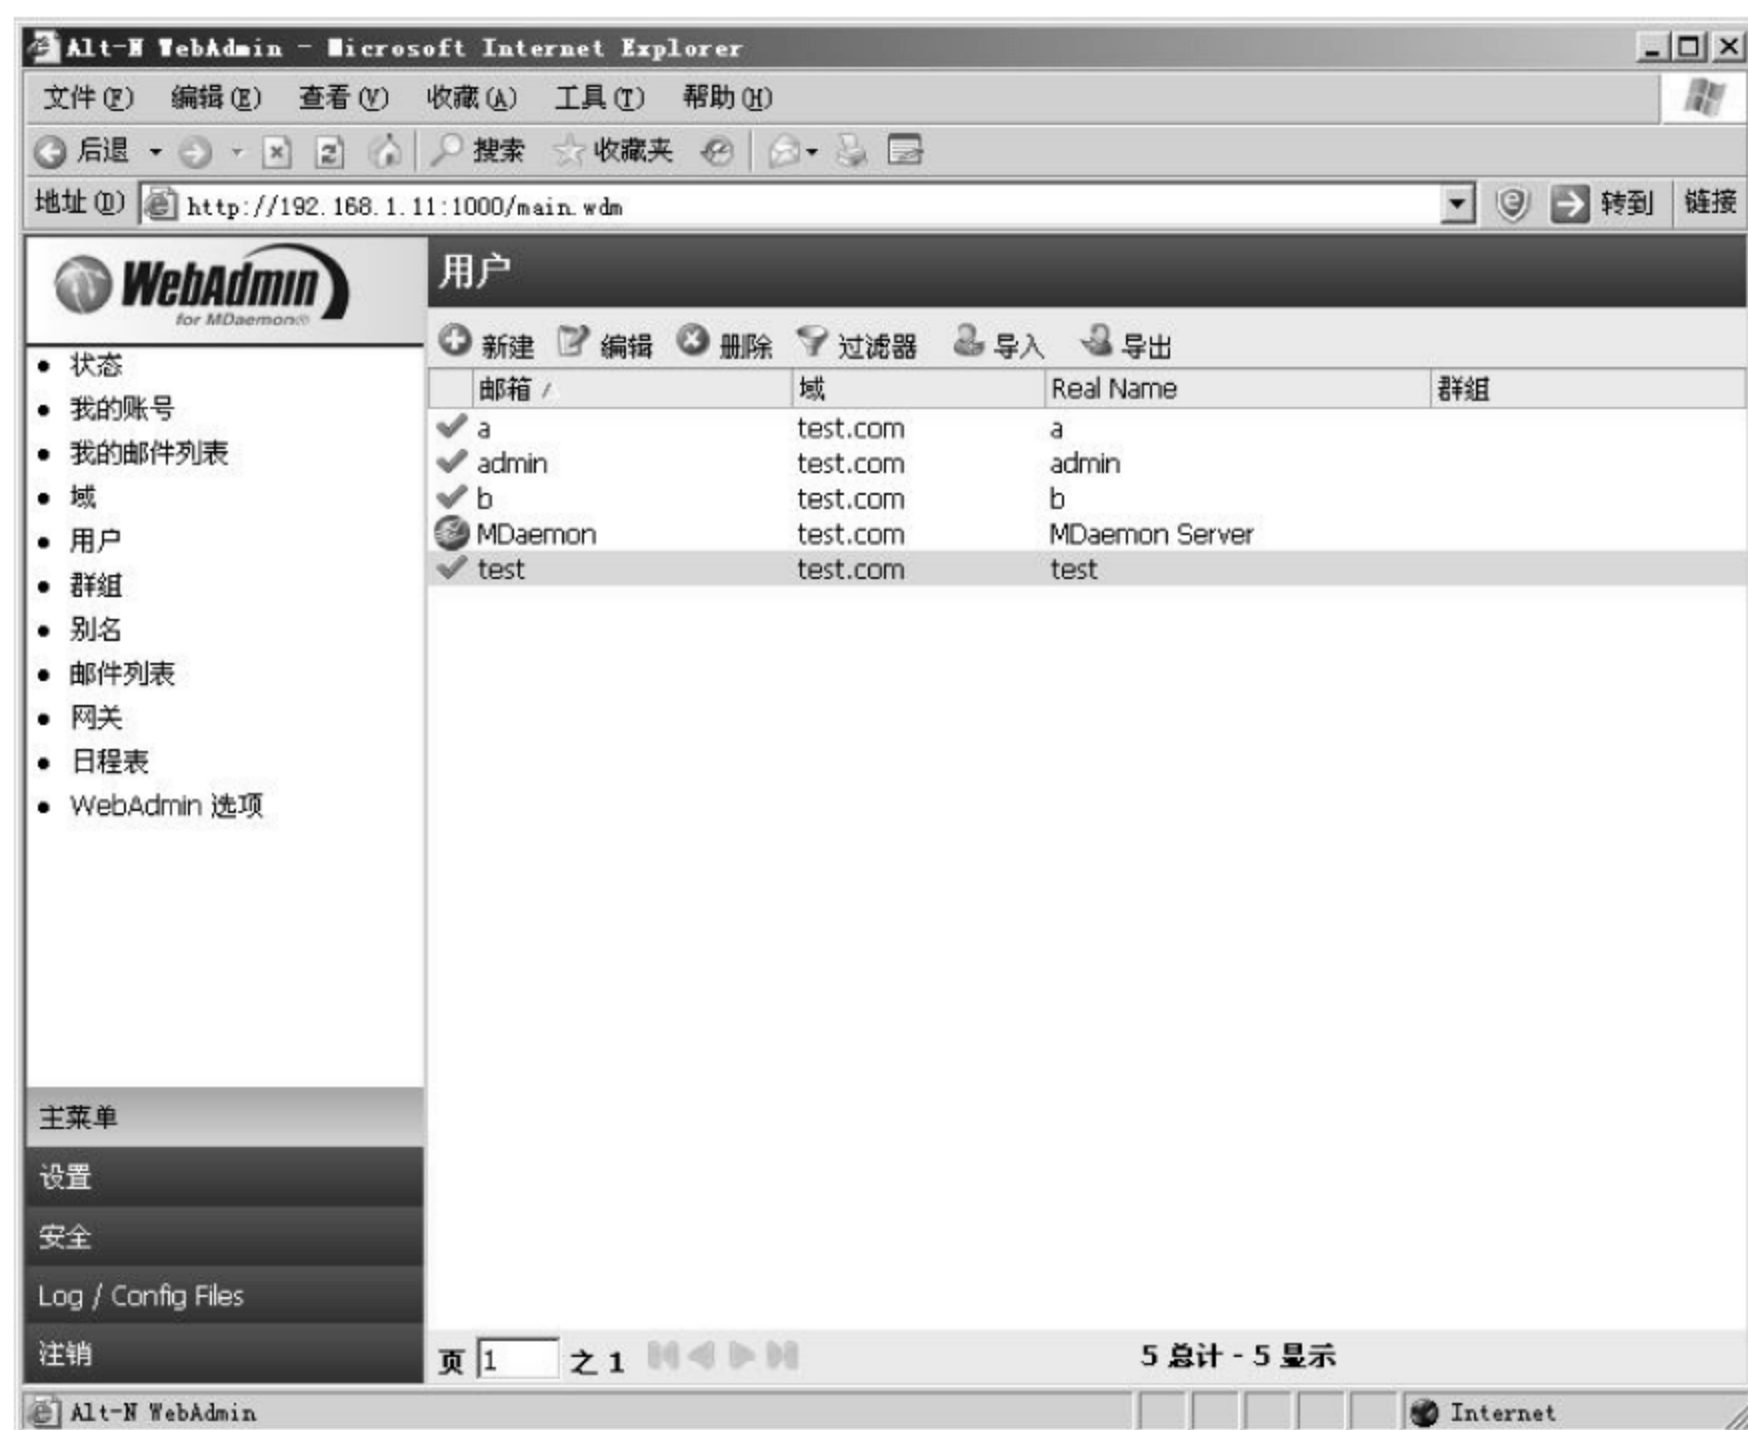 Alt-N WebAdmin - Microsoft Internet Explorer
文件(F) 编辑(E) 查看(V) 收藏(A) 工具(T) 帮助(H)
后退 搜索 收藏夹
地址(D) http://192.168.1.11:1000/main.wdm 转到 链接
WebAdmin
for MDaemon®
用户
新建 编辑 删除 过滤器 导入 导出
邮箱 域 Real Name 群组
a test.com a
admin test.com admin
b test.com b
MDaemon test.com MDaemon Server
test test.com test
状态
我的账号
我的邮件列表
域
用户
群组
别名
邮件列表
网关
日程表
WebAdmin 选项
主菜单
设置
安全
Log / Config Files
注销
页 1 之 1 5 总计 - 5 显示
Alt-N WebAdmin Internet